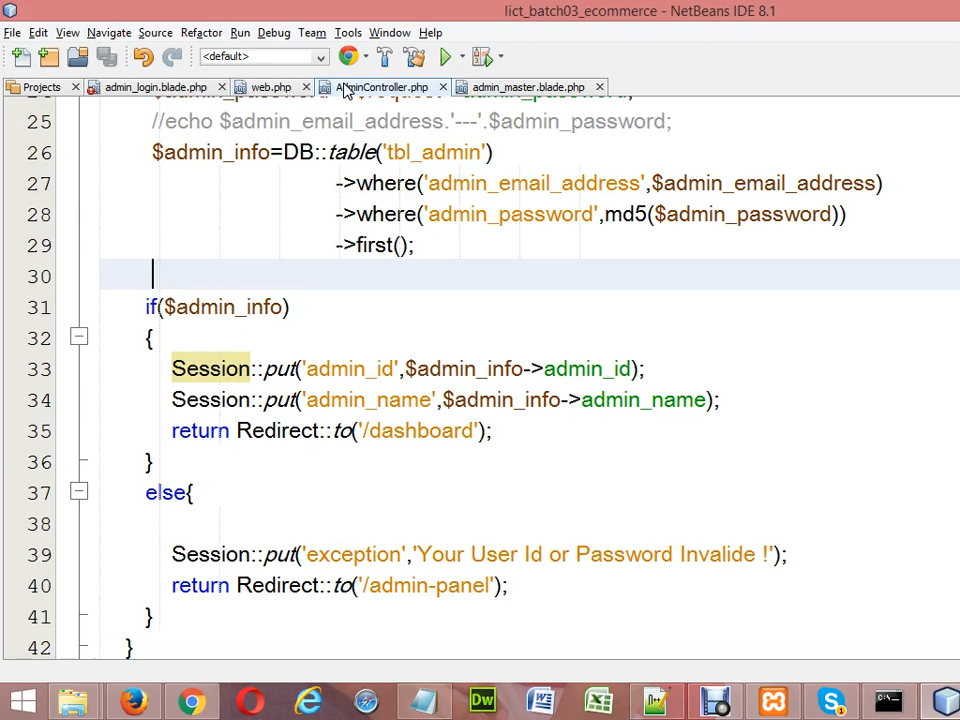 lict_batch03_ecommerce - NetBeans IDE 8.1
File Edit View Navigate Source Refactor Run Debug Team Tools Window Help
<default>
Projects admin_login.blade.php web.php AdminController.php admin_master.blade.php
25 //echo $admin_email_address.'---'.$admin_password;
26 $admin_info=DB::table('tbl_admin')
27 ->where('admin_email_address',$admin_email_address)
28 ->where('admin_password',md5($admin_password))
29 ->first();
30
31 if($admin_info)
32 {
33 Session::put('admin_id',$admin_info->admin_id);
34 Session::put('admin_name',$admin_info->admin_name);
35 return Redirect::to('/dashboard');
36 }
37 else{
38
39 Session::put('exception','Your User Id or Password Invalide !');
40 return Redirect::to('/admin-panel');
41 }
42 }